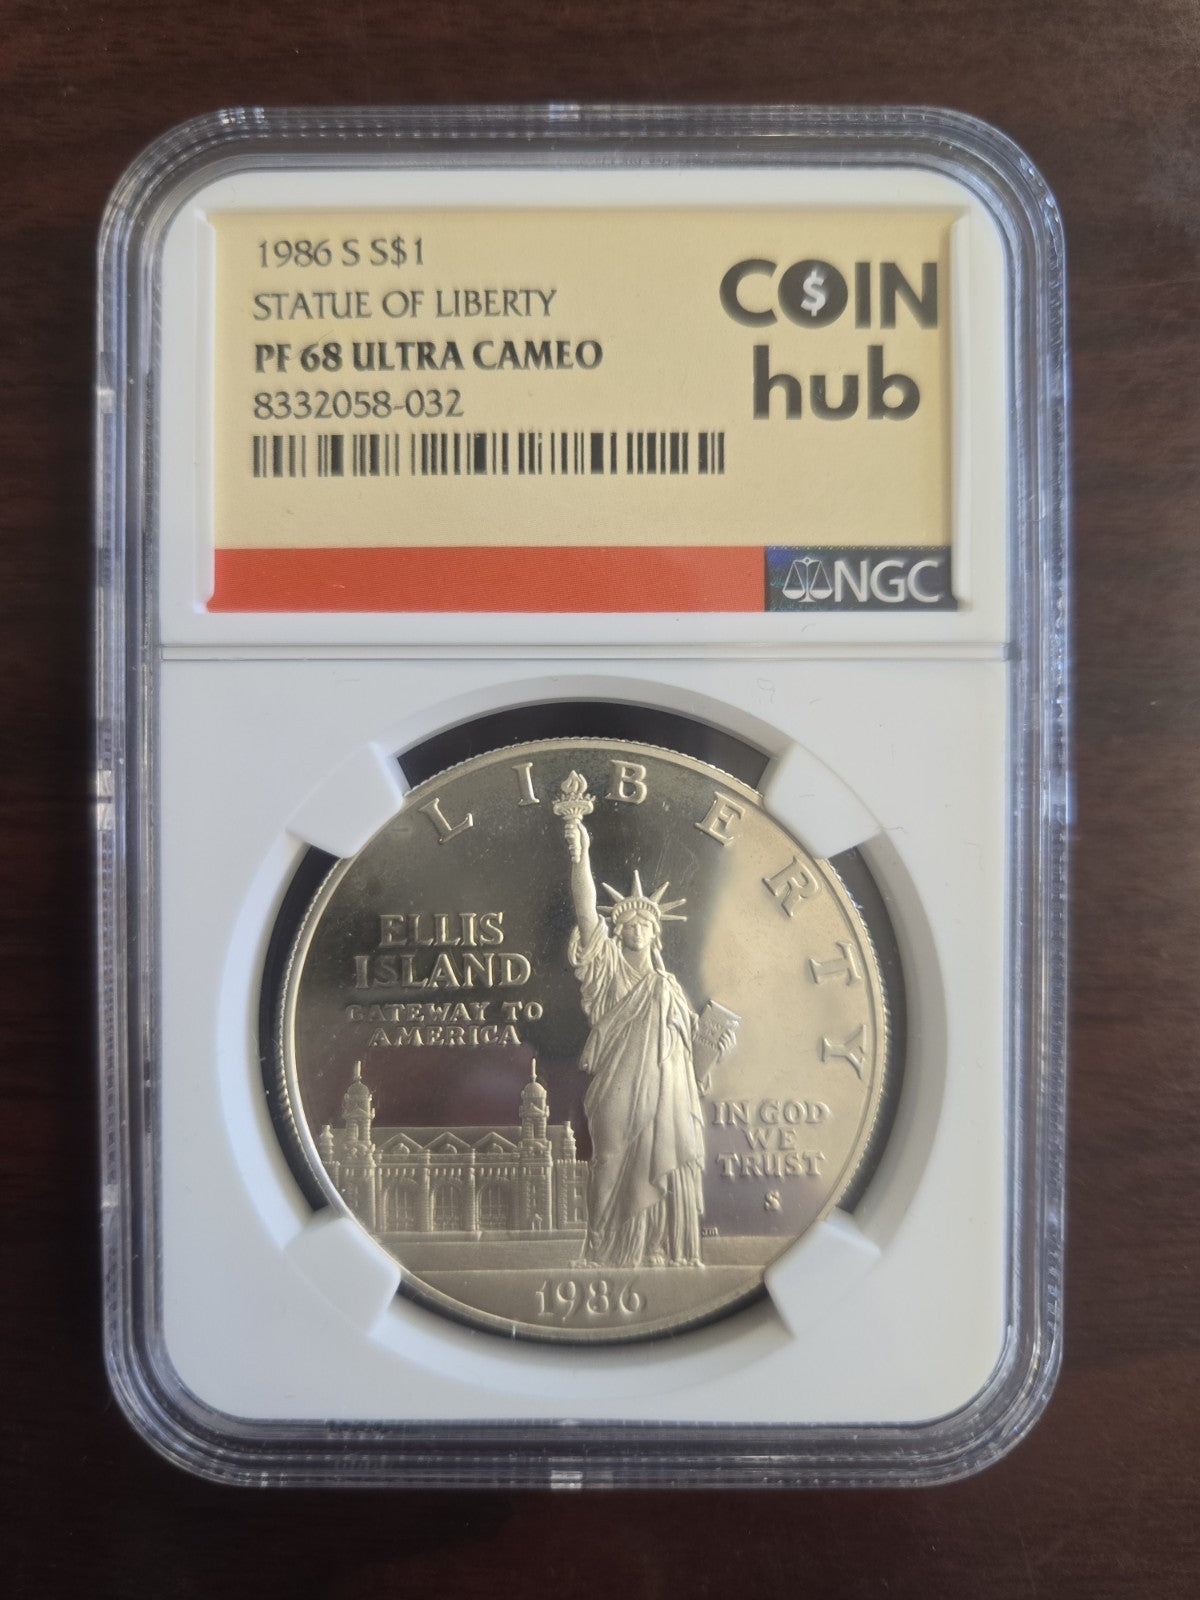 1986 S S$1
STATUE OF LIBERTY
PF 68 ULTRA CAMEO
8332058-032
COIN
hub
NGC
LIBERTY
ELLIS
ISLAND
GATEWAY TO
AMERICA
IN GOD
WE
TRUST
S
JM
1986